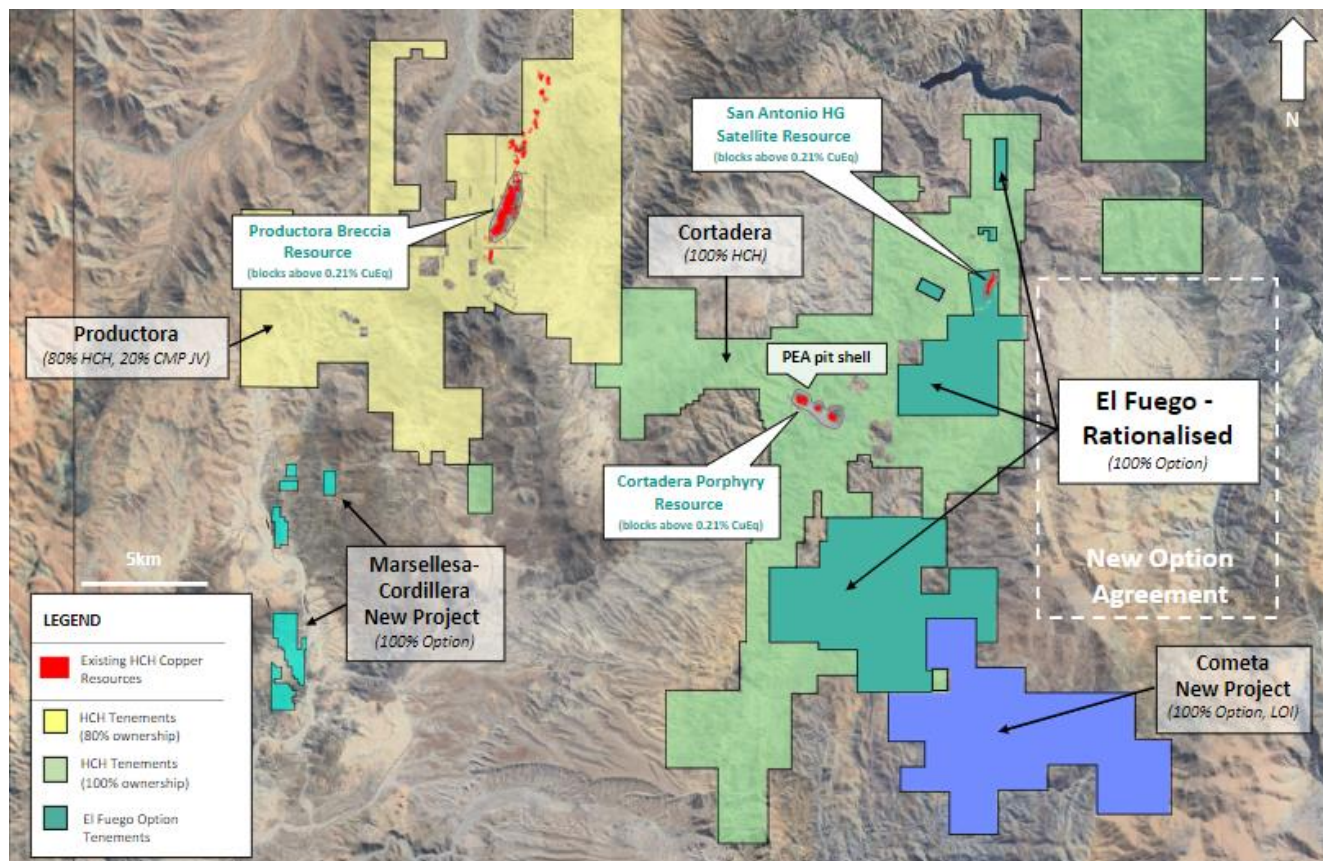 N
San Antonio HG
Satellite Resource
(blocks above 0.21% CuEq)
Productora Breccia
Resource
(blocks above 0.21% CuEq)
Cortadera
(100% HCH)
Productora
(80% HCH, 20% CMP JV)
PEA pit shell
El Fuego -
Rationalised
(100% Option)
Cortadera Porphyry
Resource
(blocks above 0.21% CuEq)
New Option
Agreement
5km
Marsellesa-
Cordillera
New Project
(100% Option)
Cometa
New Project
(100% Option, LOI)
LEGEND
Existing HCH Copper
Resources
HCH Tenements
(80% ownership)
HCH Tenements
(100% ownership)
El Fuego Option
Tenements